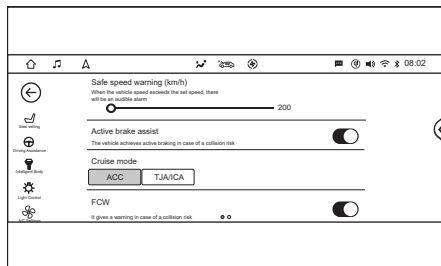 08:02
Safe speed warning (km/h)
When the vehicle speed exceeds the set speed, there
will be an audible alarm
200
Seat setting
Active brake assist
The vehicle achieves active braking in case of a collision risk
Driving Assistance
Cruise mode
Intelligent Body
ACC TJA/ICA
Light Control
FCW
It gives a warning in case of a collision risk
A/C Settings